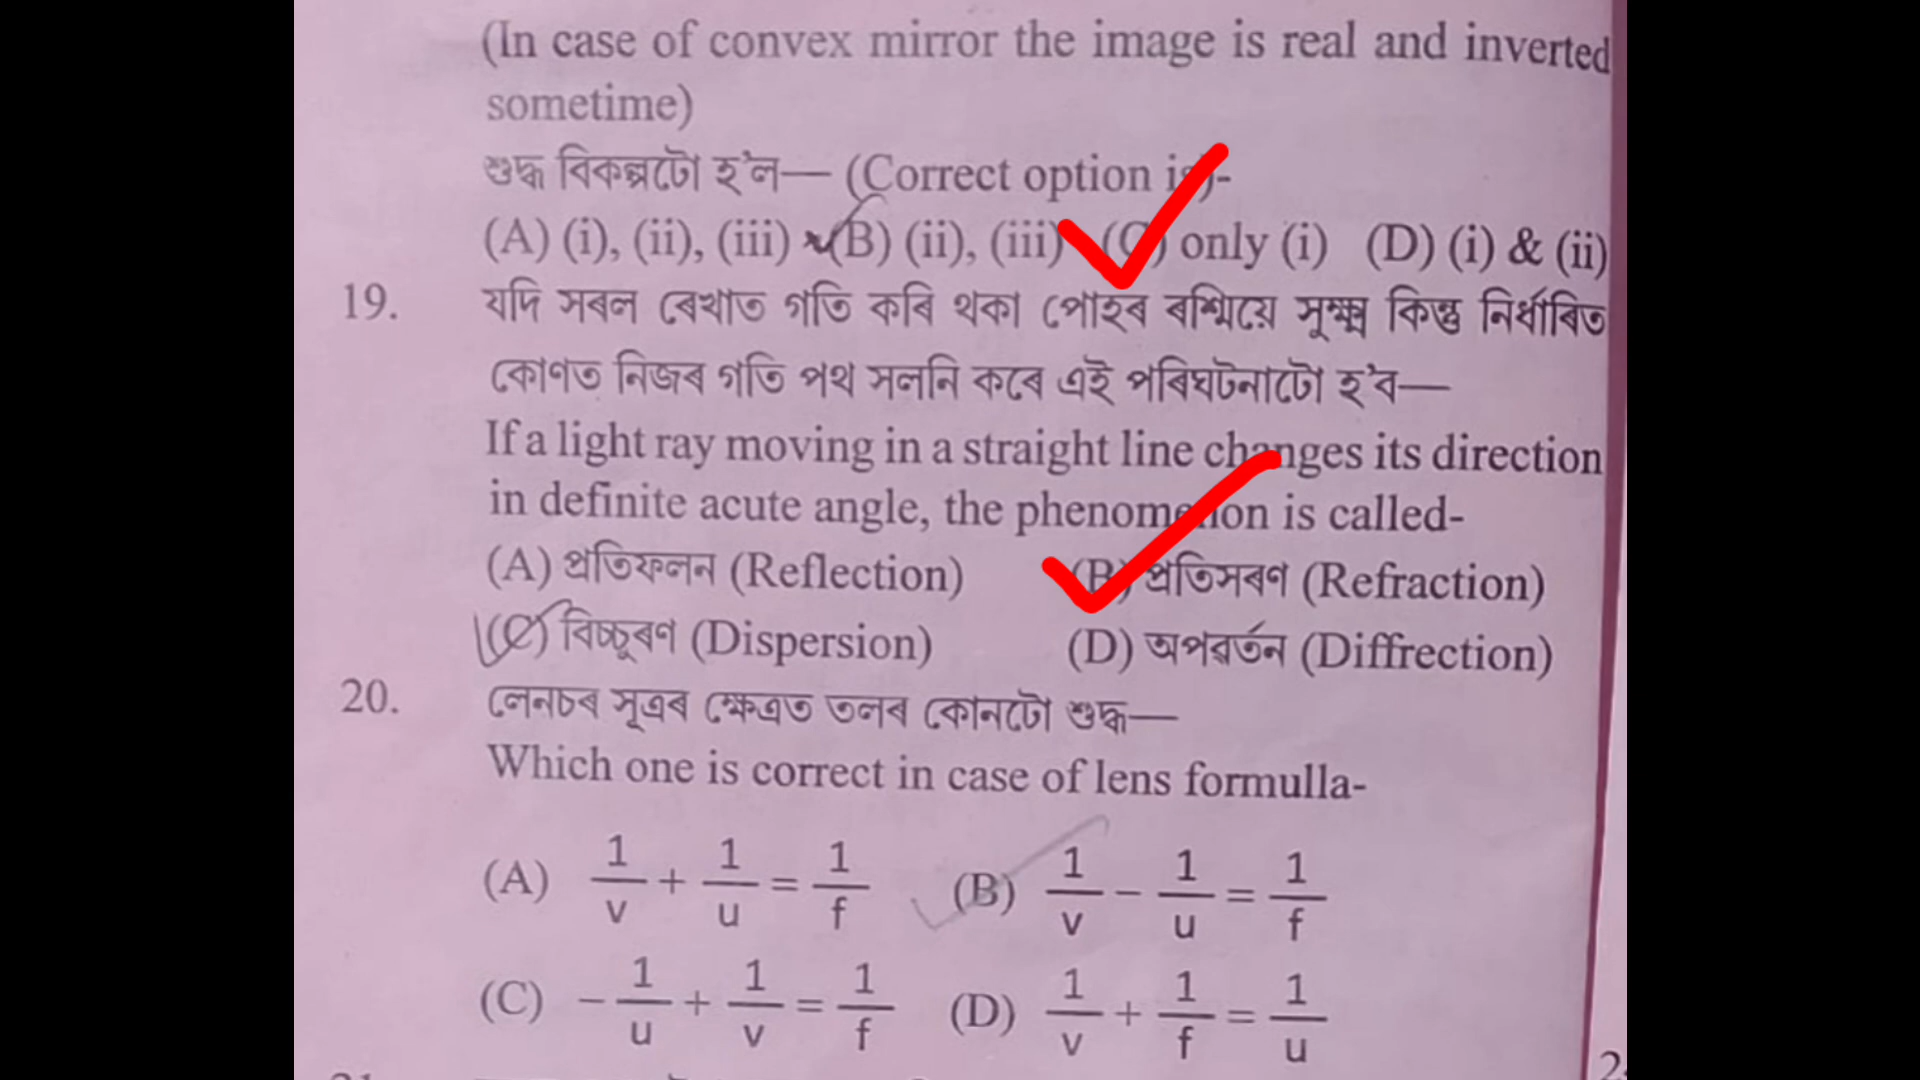 (In case of convex mirror the image is real and inverted
sometime)
শুদ্ধ বিকল্পটো হ’ল— (Correct option is)-
(A) (i), (ii), (iii) (B) (ii), (iii) (C) only (i) (D) (i) & (ii)
19. যদি সৰল ৰেখাত গতি কৰি থকা পোহৰ ৰশ্মিয়ে সূক্ষ্ম কিন্তু নিৰ্ধাৰিত
কোণত নিজৰ গতি পথ সলনি কৰে এই পৰিঘটনাটো হ’ব—
If a light ray moving in a straight line changes its direction
in definite acute angle, the phenomenon is called-
(A) প্ৰতিফলন (Reflection) (B) প্ৰতিসৰণ (Refraction)
(C) বিচ্ছুৰণ (Dispersion) (D) অপৱৰ্তন (Diffrection)
20. লেনচৰ সূত্ৰৰ ক্ষেত্ৰত তলৰ কোনটো শুদ্ধ—
Which one is correct in case of lens formulla-
(A) 1/v + 1/u = 1/f (B) 1/v - 1/u = 1/f
(C) - 1/u + 1/v = 1/f (D) 1/v + 1/f = 1/u